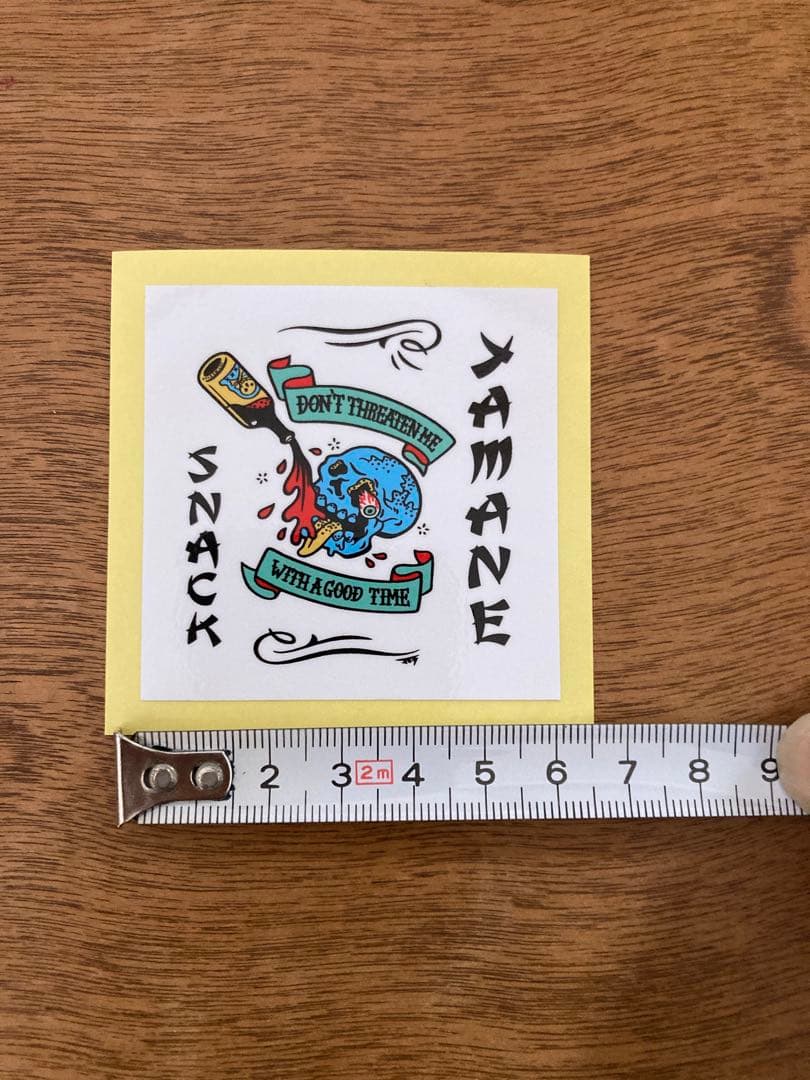 DON'T THREATEN ME
WITH A GOOD TIME
SNACK
YAMANE
2 3 2m 4 5 6 7 8 9